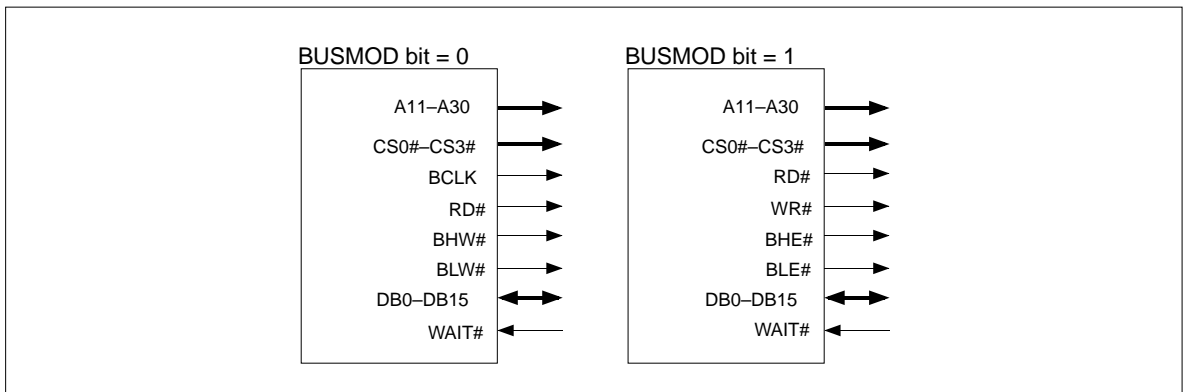 BUSMOD bit = 0
A11–A30
CS0#–CS3#
BCLK
RD#
BHW#
BLW#
DB0–DB15
WAIT#
BUSMOD bit = 1
A11–A30
CS0#–CS3#
RD#
WR#
BHE#
BLE#
DB0–DB15
WAIT#